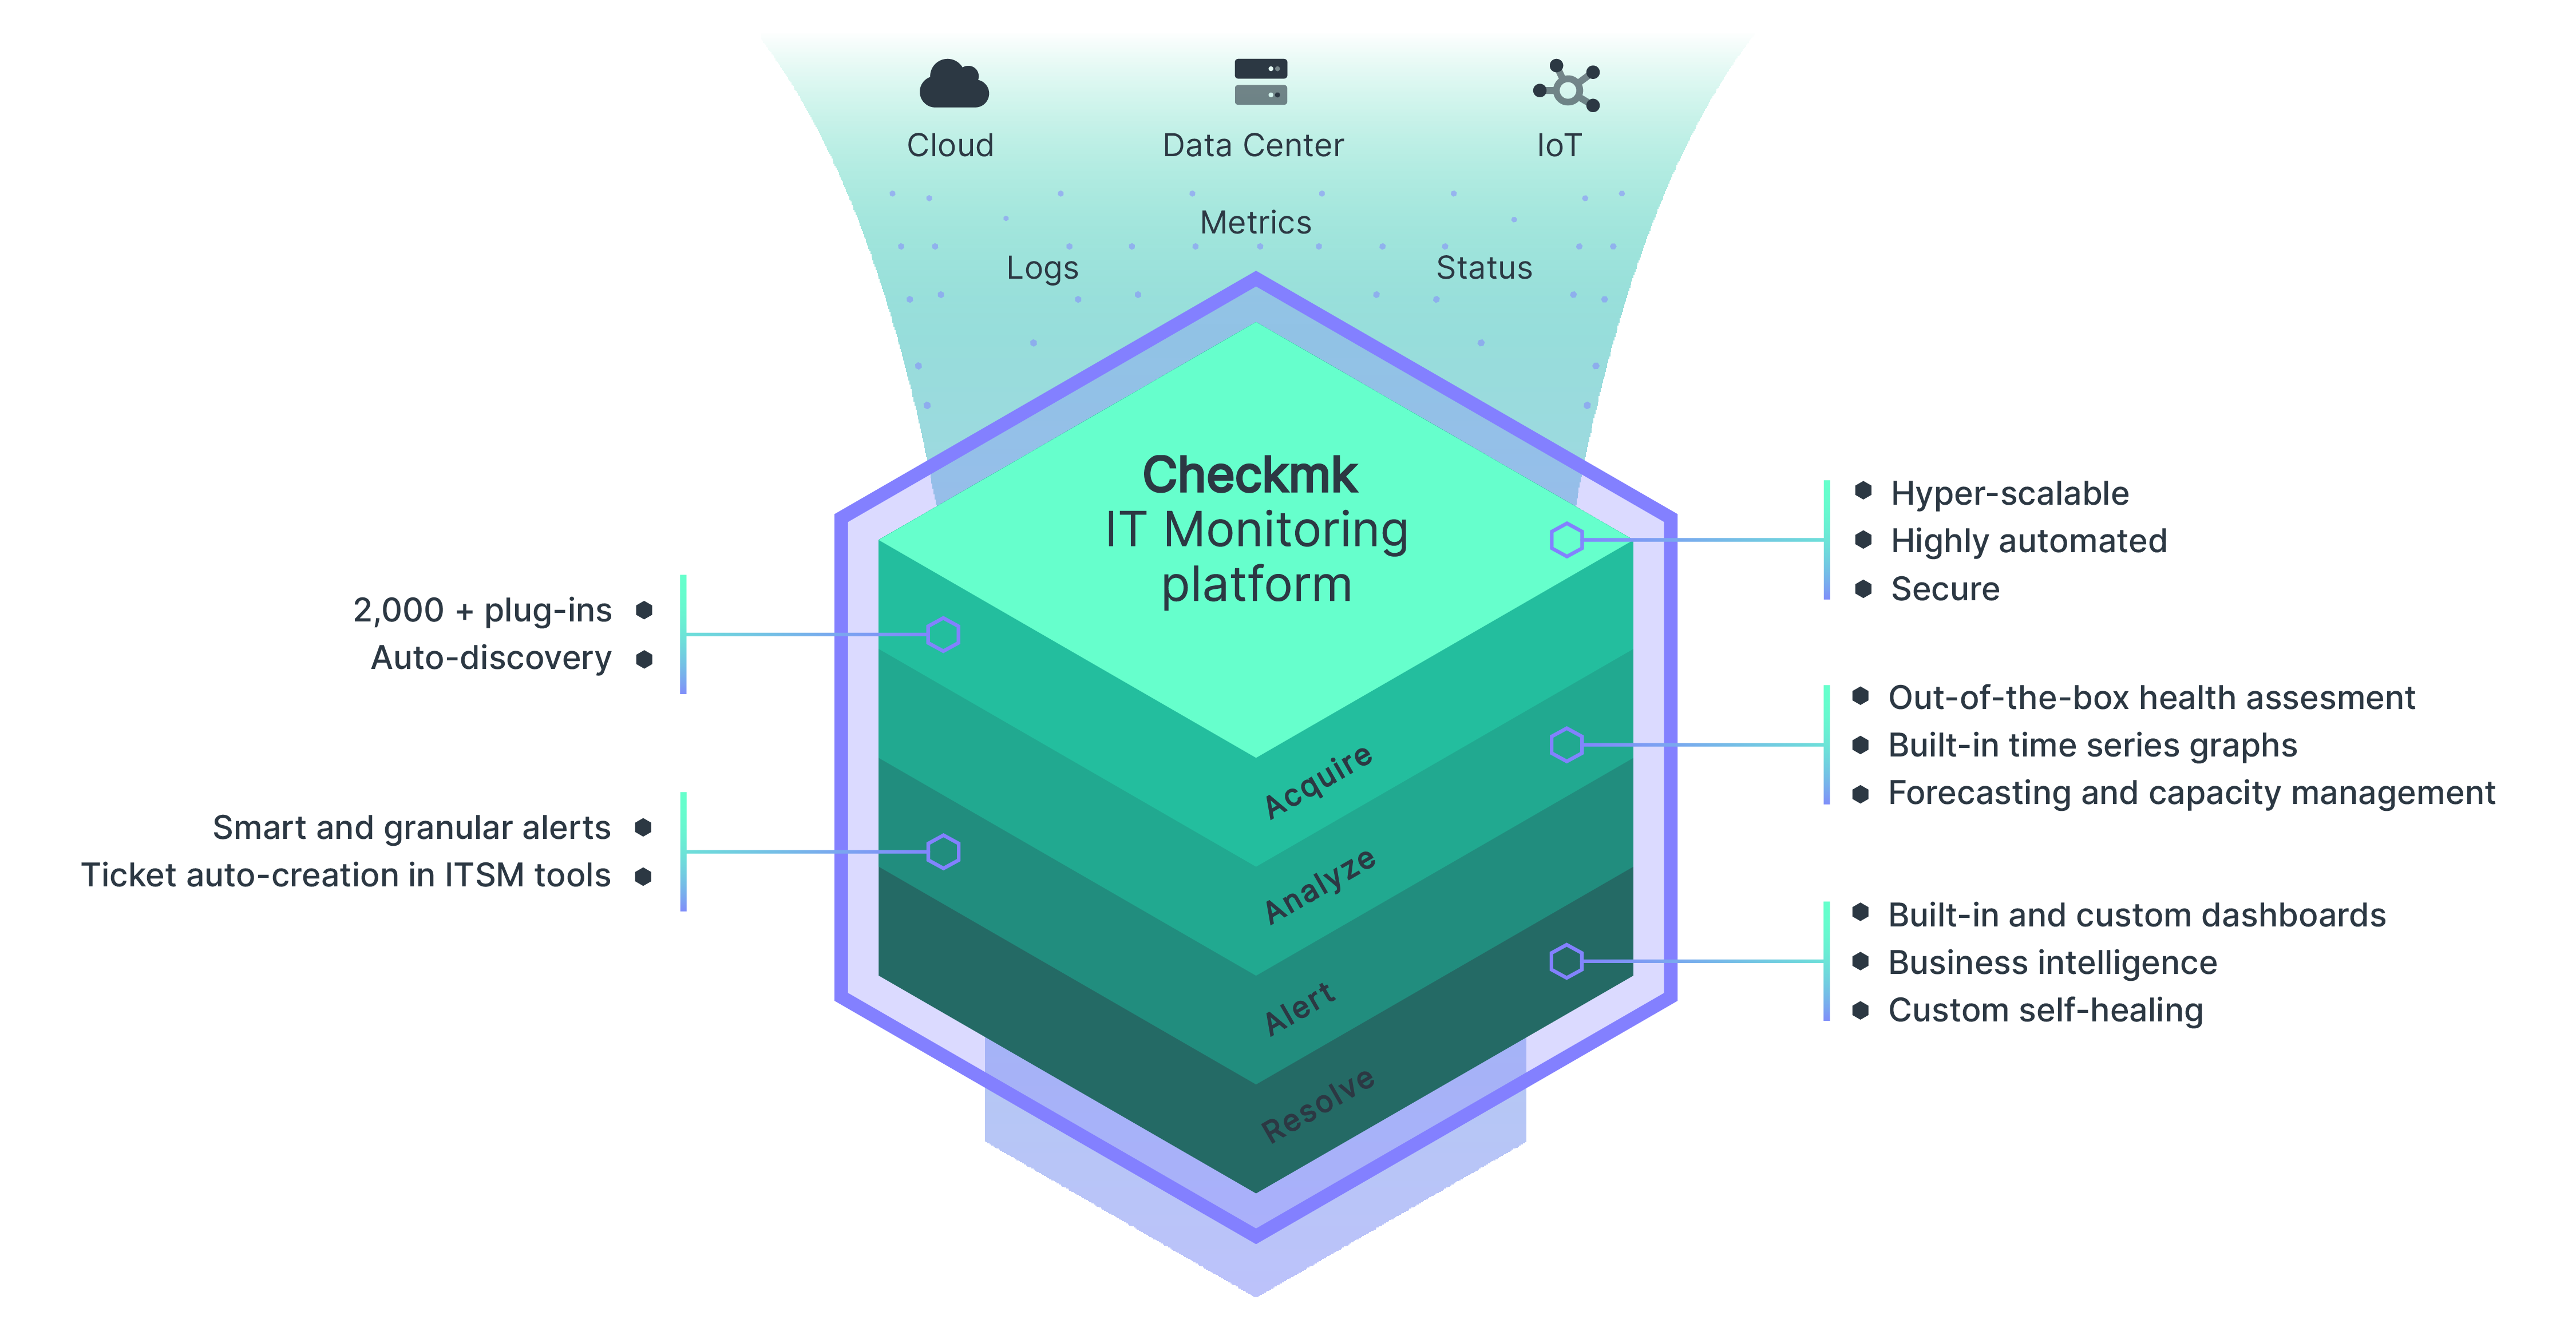 Cloud
Data Center
IoT
Metrics
Logs
Status
Checkmk
IT Monitoring
platform
Hyper-scalable
Highly automated
Secure
2,000 + plug-ins
Auto-discovery
Out-of-the-box health assesment
Built-in time series graphs
Forecasting and capacity management
Smart and granular alerts
Ticket auto-creation in ITSM tools
Built-in and custom dashboards
Business intelligence
Custom self-healing
Acquire
Analyze
Alert
Resolve